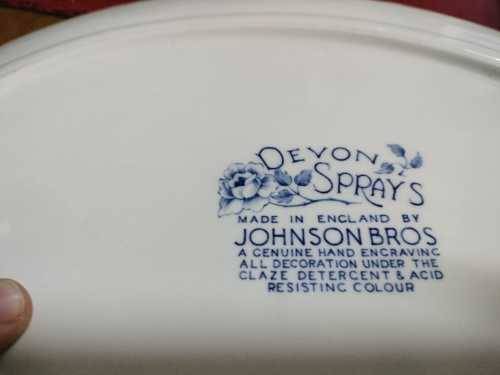 DEVON
SPRAYS
MADE IN ENGLAND BY
JOHNSON BROS
A GENUINE HAND ENGRAVING
ALL DECORATION UNDER THE
GLAZE DETERGENT & ACID
RESISTING COLOUR